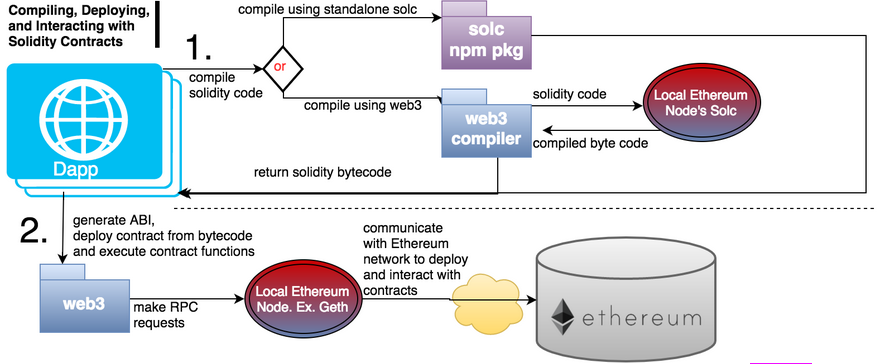 Compiling, Deploying,
and Interacting with
Solidity Contracts
1.
compile
solidity code
or
compile using standalone solc
solc
npm pkg
compile using web3
web3
compiler
solidity code
compiled byte code
Local Ethereum
Node's Solc
Dapp
return solidity bytecode
2.
generate ABI,
deploy contract from bytecode
and execute contract functions
web3
make RPC
requests
Local Ethereum
Node. Ex. Geth
communicate
with Ethereum
network to deploy
and interact with
contracts
ethereum